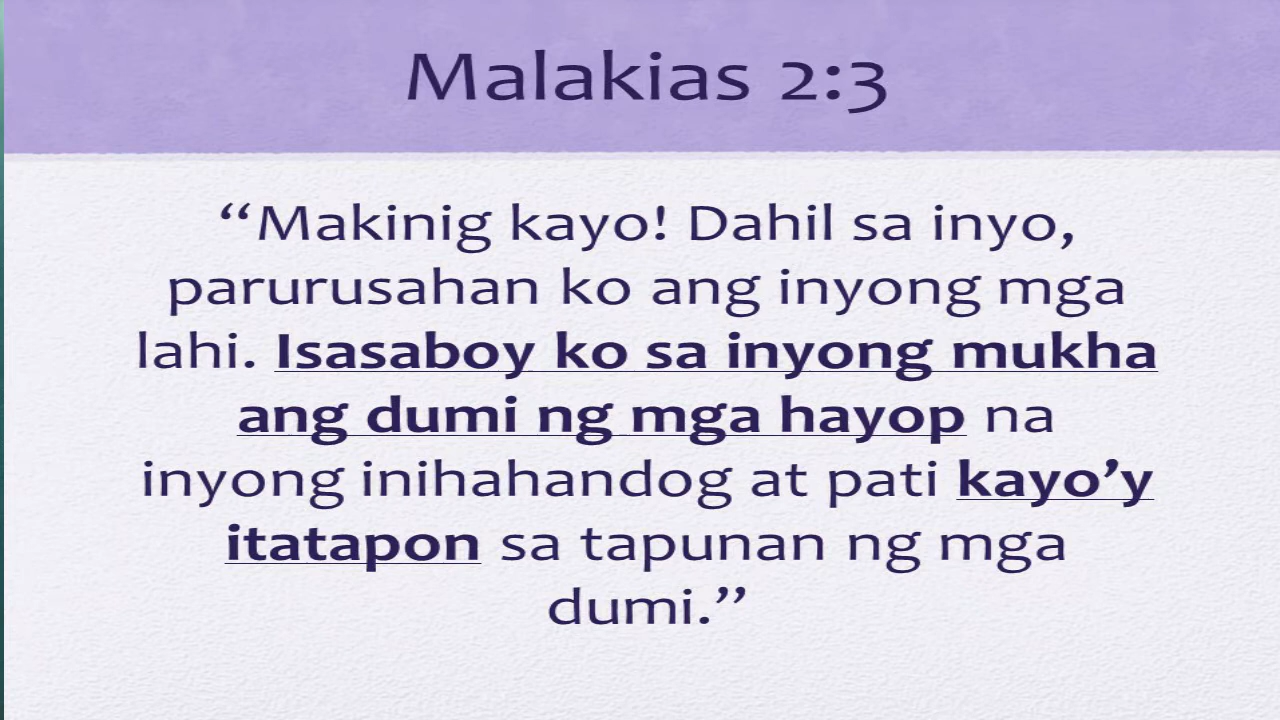 Malakias 2:3
“Makinig kayo! Dahil sa inyo,
parurusahan ko ang inyong mga
lahi. Isasaboy ko sa inyong mukha
ang dumi ng mga hayop na
inyong inihahandog at pati kayo’y
itatapon sa tapunan ng mga
dumi.”